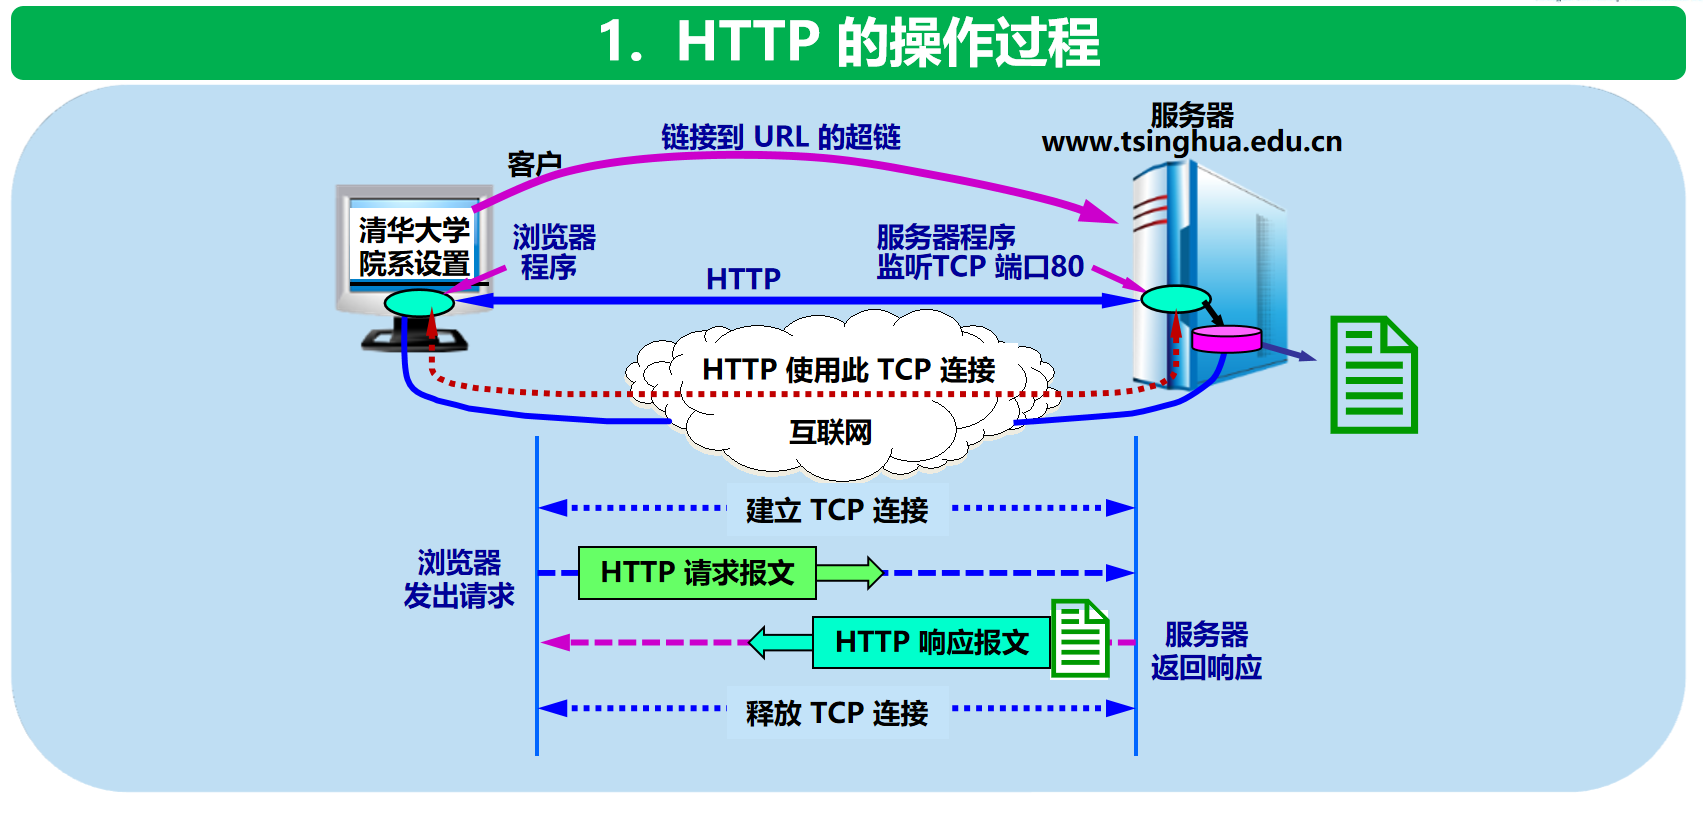 1. HTTP 的操作过程
服务器
www.tsinghua.edu.cn
链接到 URL 的超链
客户
清华大学
院系设置
浏览器
程序
服务器程序
监听TCP 端口80
HTTP
HTTP 使用此 TCP 连接
互联网
建立 TCP 连接
浏览器
发出请求
HTTP 请求报文
HTTP 响应报文
服务器
返回响应
释放 TCP 连接